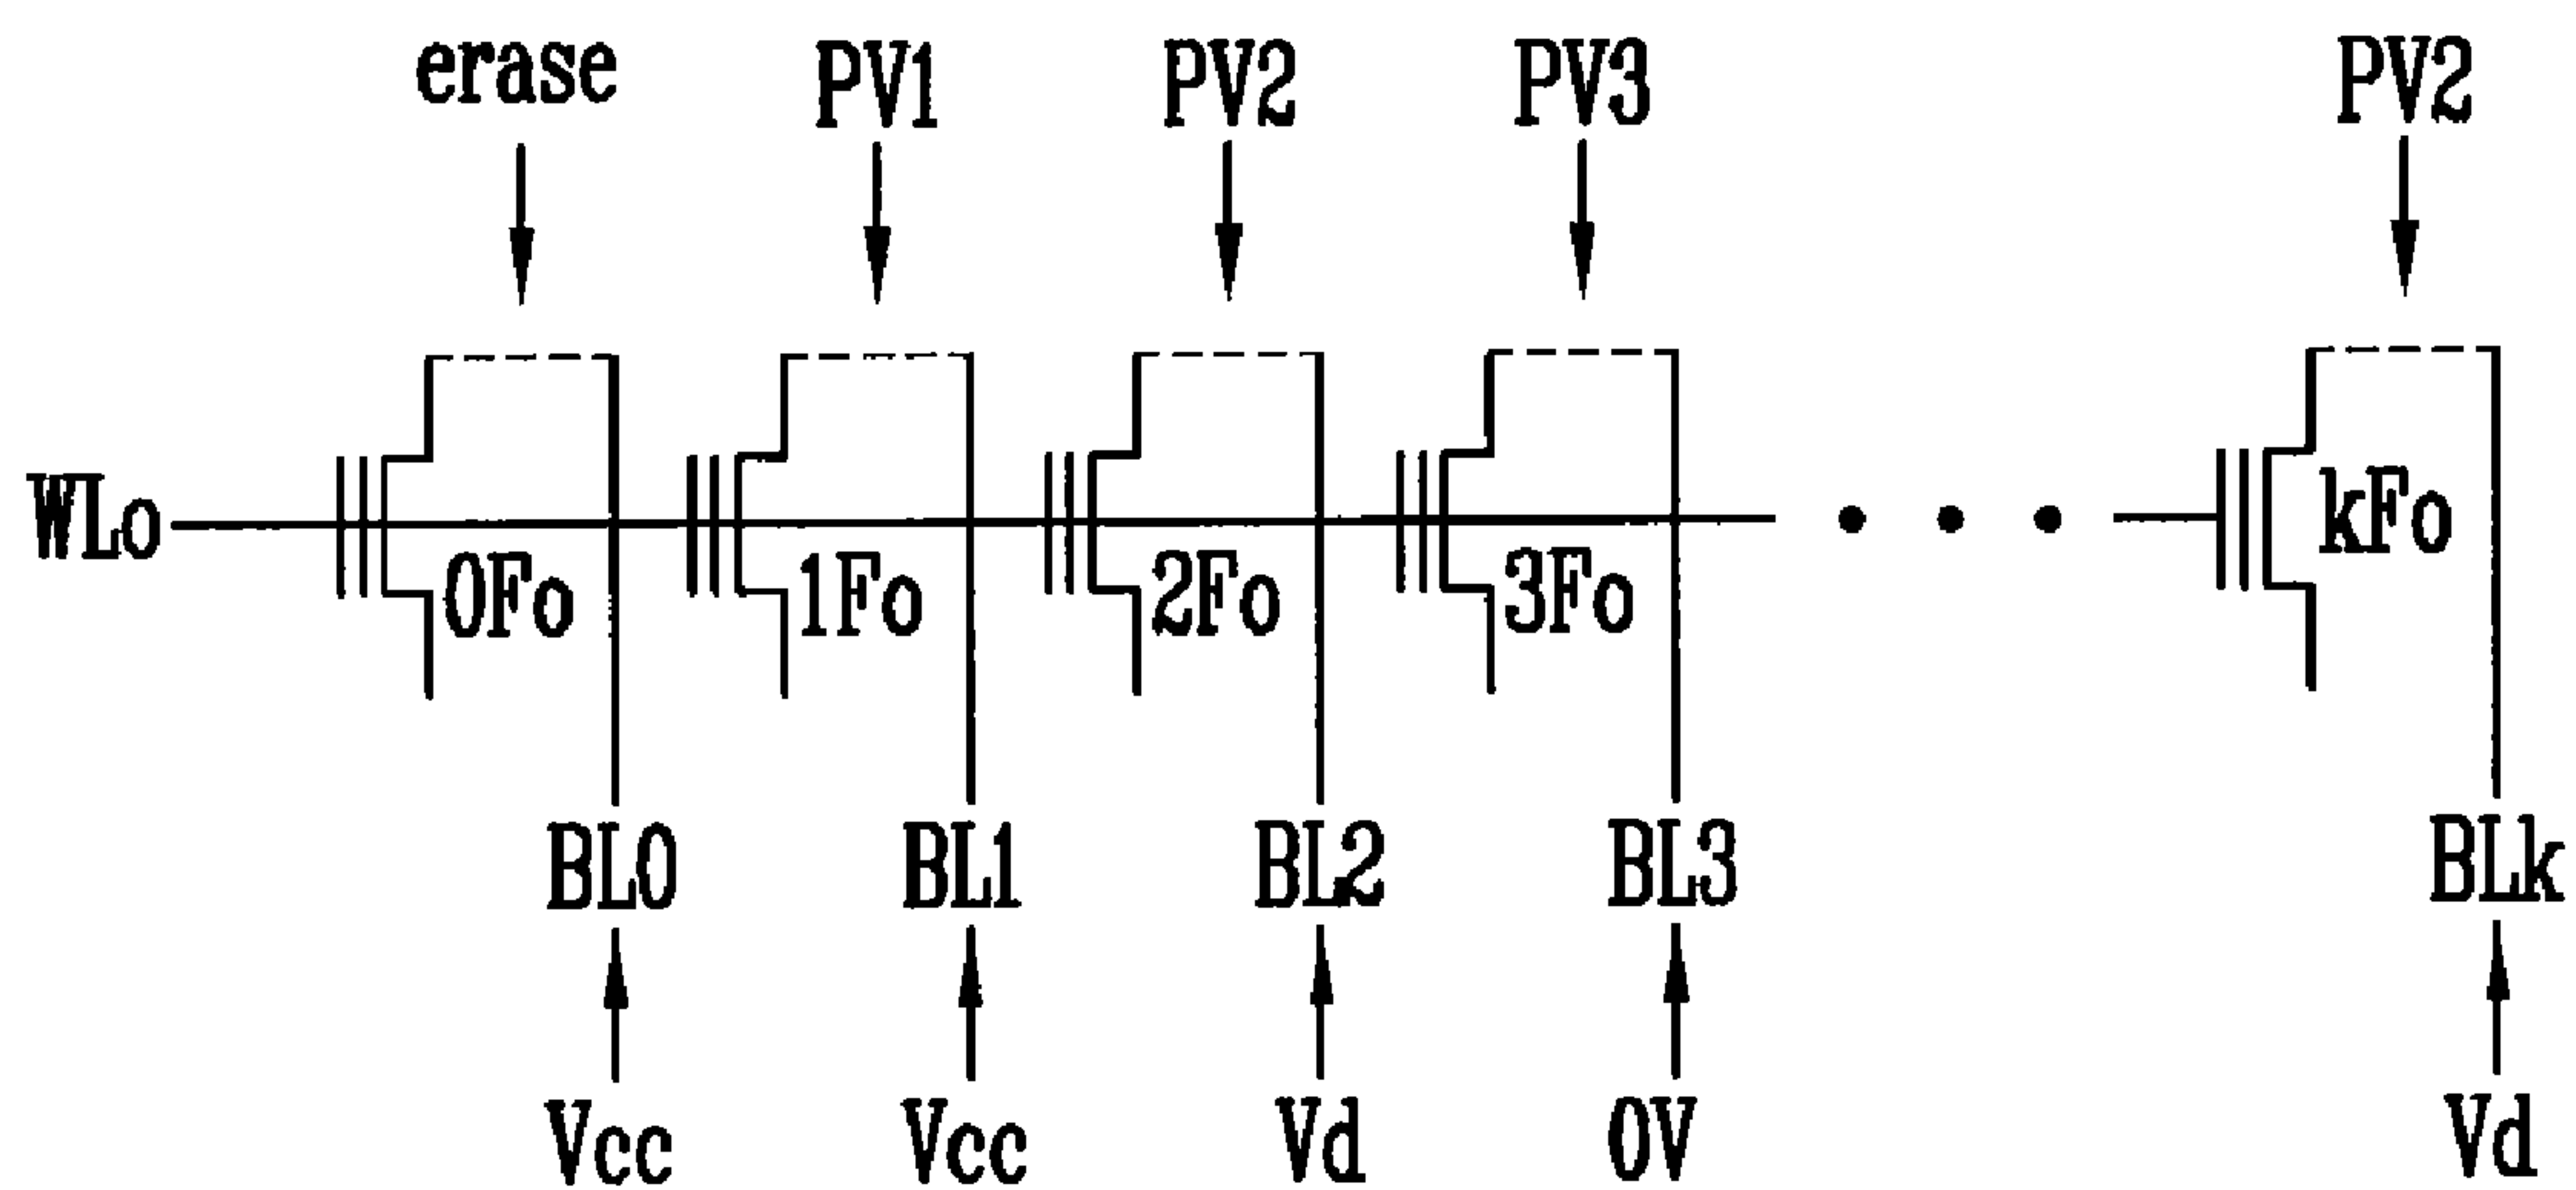 erase PV1 PV2 PV3 PV2
WLo 0Fo 1Fo 2Fo 3Fo kFo
BL0 BL1 BL2 BL3 BLk
Vcc Vcc Vd 0V Vd